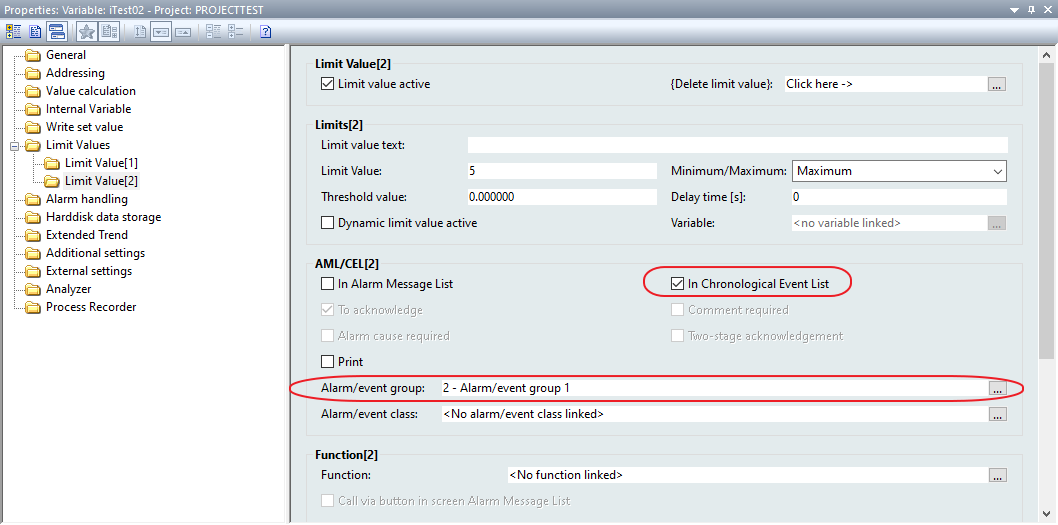 Properties: Variable: iTest02 - Project: PROJECTTEST
General
Addressing
Value calculation
Internal Variable
Write set value
Limit Values
Limit Value[1]
Limit Value[2]
Alarm handling
Harddisk data storage
Extended Trend
Additional settings
External settings
Analyzer
Process Recorder
Limit Value[2]
Limit value active {Delete limit value}: Click here -> ...
Limits[2]
Limit value text:
Limit Value: 5 Minimum/Maximum: Maximum
Threshold value: 0.000000 Delay time [s]: 0
Dynamic limit value active Variable: <no variable linked> ...
AML/CEL[2]
In Alarm Message List In Chronological Event List
To acknowledge Comment required
Alarm cause required Two-stage acknowledgement
Print
Alarm/event group: 2 - Alarm/event group 1 ...
Alarm/event class: <No alarm/event class linked> ...
Function[2]
Function: <No function linked> ...
Call via button in screen Alarm Message List